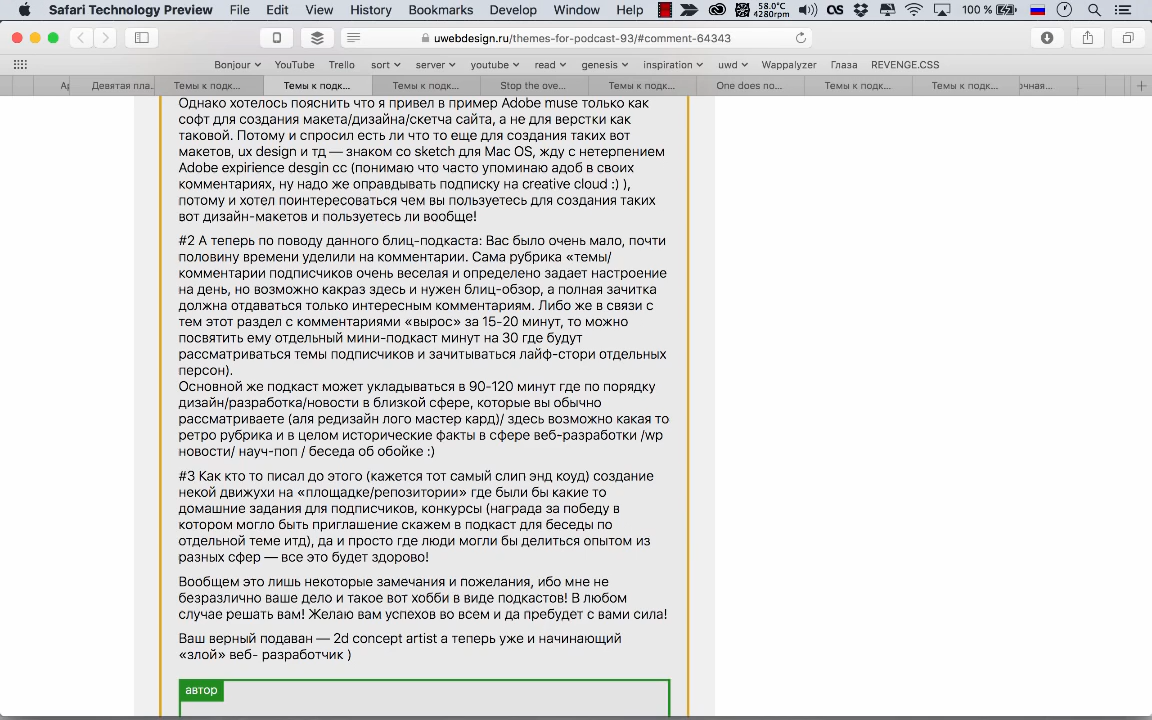 Safari Technology Preview File Edit View History Bookmarks Develop Window Help 58.0°C 4280rpm 100 %
uwebdesign.ru/themes-for-podcast-93/#comment-64343
Bonjour YouTube Trello sort server youtube read genesis inspiration uwd Wappalyzer Глаза REVENGE.CSS
Девятая пла... Темы к подк... Темы к подк... Темы к подк... Stop the ove... Темы к подк... One does no... Темы к подк... Темы к подк... очная...
Однако хотелось пояснить что я привел в пример Adobe muse только как
софт для создания макета/дизайна/скетча сайта, а не для верстки как
таковой. Потому и спросил есть ли что то еще для создания таких вот
макетов, ux design и тд — знаком со sketch для Mac OS, жду с нетерпением
Adobe expirience desgin cc (понимаю что часто упоминаю адоб в своих
комментариях, ну надо же оправдывать подписку на creative cloud :) ),
потому и хотел поинтересоваться чем вы пользуетесь для создания таких
вот дизайн-макетов и пользуетесь ли вообще!
#2 А теперь по поводу данного блиц-подкаста: Вас было очень мало, почти
половину времени уделили на комментарии. Сама рубрика «темы/
комментарии подписчиков очень веселая и определено задает настроение
на день, но возможно какраз здесь и нужен блиц-обзор, а полная зачитка
должна отдаваться только интересным комментариям. Либо же в связи с
тем этот раздел с комментариями «вырос» за 15-20 минут, то можно
посвятить ему отдельный мини-подкаст минут на 30 где будут
рассматриваться темы подписчиков и зачитываться лайф-стори отдельных
персон).
Основной же подкаст может укладываться в 90-120 минут где по порядку
дизайн/разработка/новости в близкой сфере, которые вы обычно
рассматриваете (аля редизайн лого мастер кард)/ здесь возможно какая то
ретро рубрика и в целом исторические факты в сфере веб-разработки /wp
новости/ науч-поп / беседа об обойке :)
#3 Как кто то писал до этого (кажется тот самый слип энд коуд) создание
некой движухи на «площадке/репозитории» где были бы какие то
домашние задания для подписчиков, конкурсы (награда за победу в
котором могло быть приглашение скажем в подкаст для беседы по
отдельной теме итд), да и просто где люди могли бы делиться опытом из
разных сфер — все это будет здорово!
Вообщем это лишь некоторые замечания и пожелания, ибо мне не
безразлично ваше дело и такое вот хобби в виде подкастов! В любом
случае решать вам! Желаю вам успехов во всем и да пребудет с вами сила!
Ваш верный подаван — 2d concept artist а теперь уже и начинающий
«злой» веб- разработчик )
автор